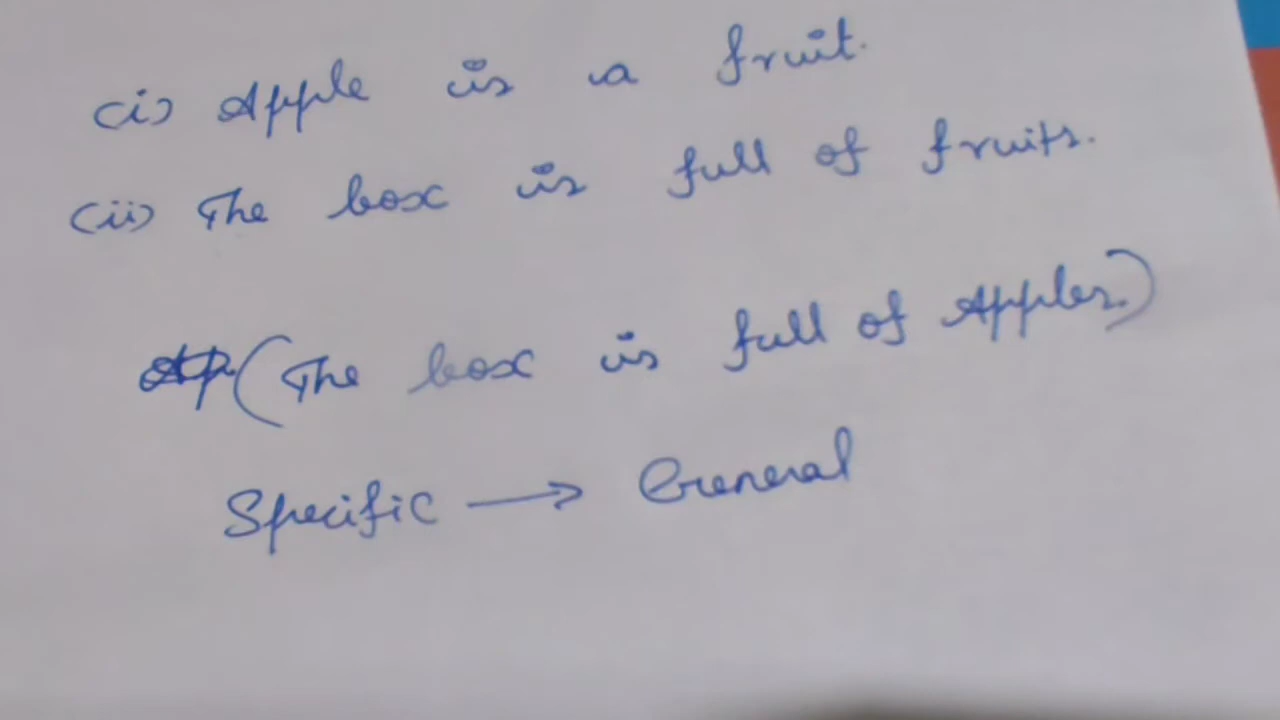 (i) Apple is a fruit.
(ii) The box is full of fruits.
(The box is full of Apples.)
Specific → General